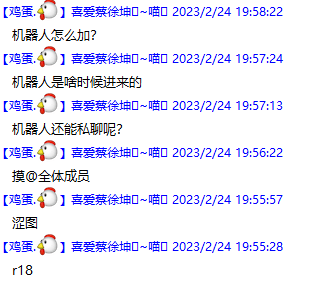 【鸡蛋.🐔】喜爱蔡徐坤~喵 2023/2/24 19:58:22
机器人怎么加？
【鸡蛋.🐔】喜爱蔡徐坤~喵 2023/2/24 19:57:24
机器人是啥时候进来的
【鸡蛋.🐔】喜爱蔡徐坤~喵 2023/2/24 19:57:13
机器人还能私聊呢？
【鸡蛋.🐔】喜爱蔡徐坤~喵 2023/2/24 19:56:22
摸@全体成员
【鸡蛋.🐔】喜爱蔡徐坤~喵 2023/2/24 19:55:57
涩图
【鸡蛋.🐔】喜爱蔡徐坤~喵 2023/2/24 19:55:28
r18